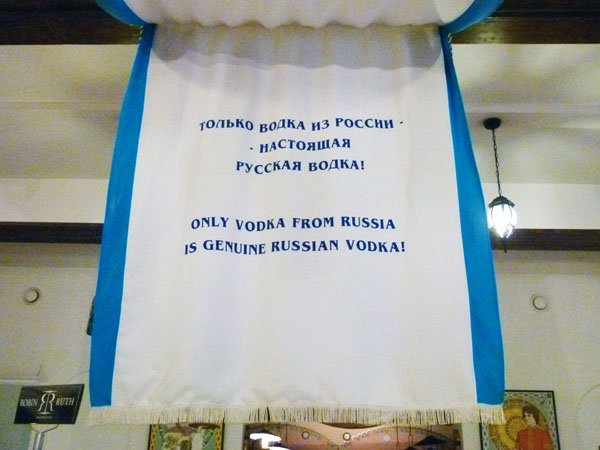 ТОЛЬКО ВОДКА ИЗ РОССИИ -
- НАСТОЯЩАЯ
РУССКАЯ ВОДКА!
ONLY VODKA FROM RUSSIA
IS GENUINE RUSSIAN VODKA!
ROBIN RUTH